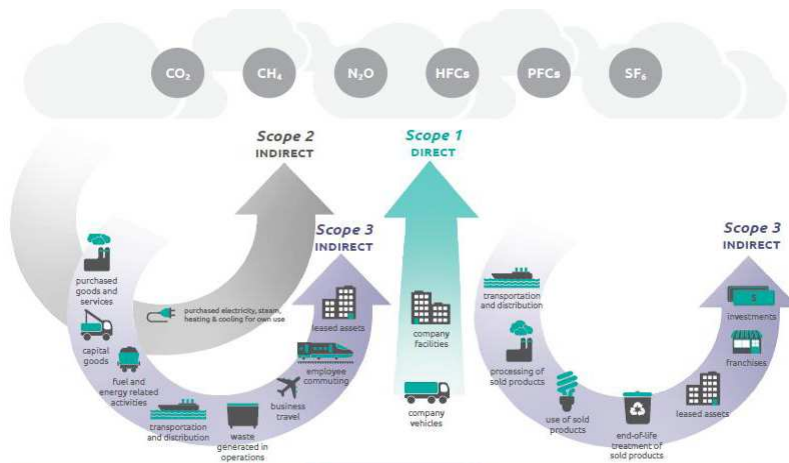 CO₂
CH₄
N₂O
HFCs
PFCs
SF₆
Scope 2
INDIRECT
Scope 1
DIRECT
Scope 3
INDIRECT
Scope 3
INDIRECT
purchased
goods and
services
capital
goods
fuel and
energy related
activities
transportation
and distribution
waste
generated in
operations
business
travel
employee
commuting
leased assets
purchased electricity, steam,
heating & cooling for own use
company
facilities
company
vehicles
transportation
and distribution
processing of
sold products
use of sold
products
end-of-life
treatment of
sold products
leased assets
franchises
$
investments